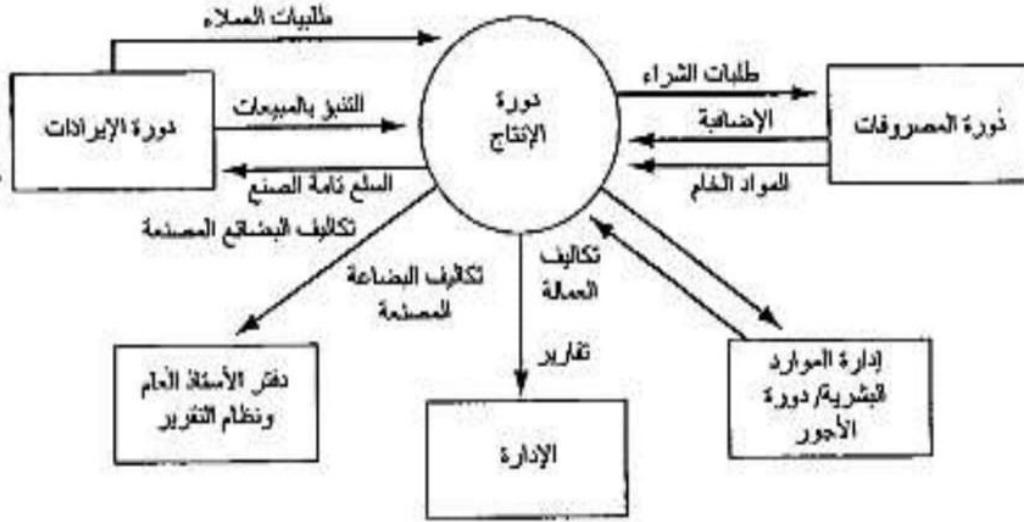 طلبيات العملاء
دورة الإيرادات
التنبؤ بالمبيعات
السلع تامة الصنع
تكاليف البضائع المصنعة
دورة
الإنتاج
طلبات الشراء
الإضافية
المواد الخام
دورة المصروفات
تكاليف البضاعة
المصنعة
تكاليف
العمالة
تقارير
دفتر الأستاذ العام
ونظام التقرير
الإدارة
إدارة الموارد
البشرية/ دورة
الأجور